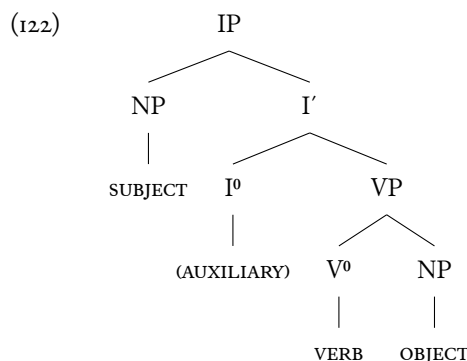 (122) IP
NP I′
SUBJECT I⁰ VP
(AUXILIARY) V⁰ NP
VERB OBJECT